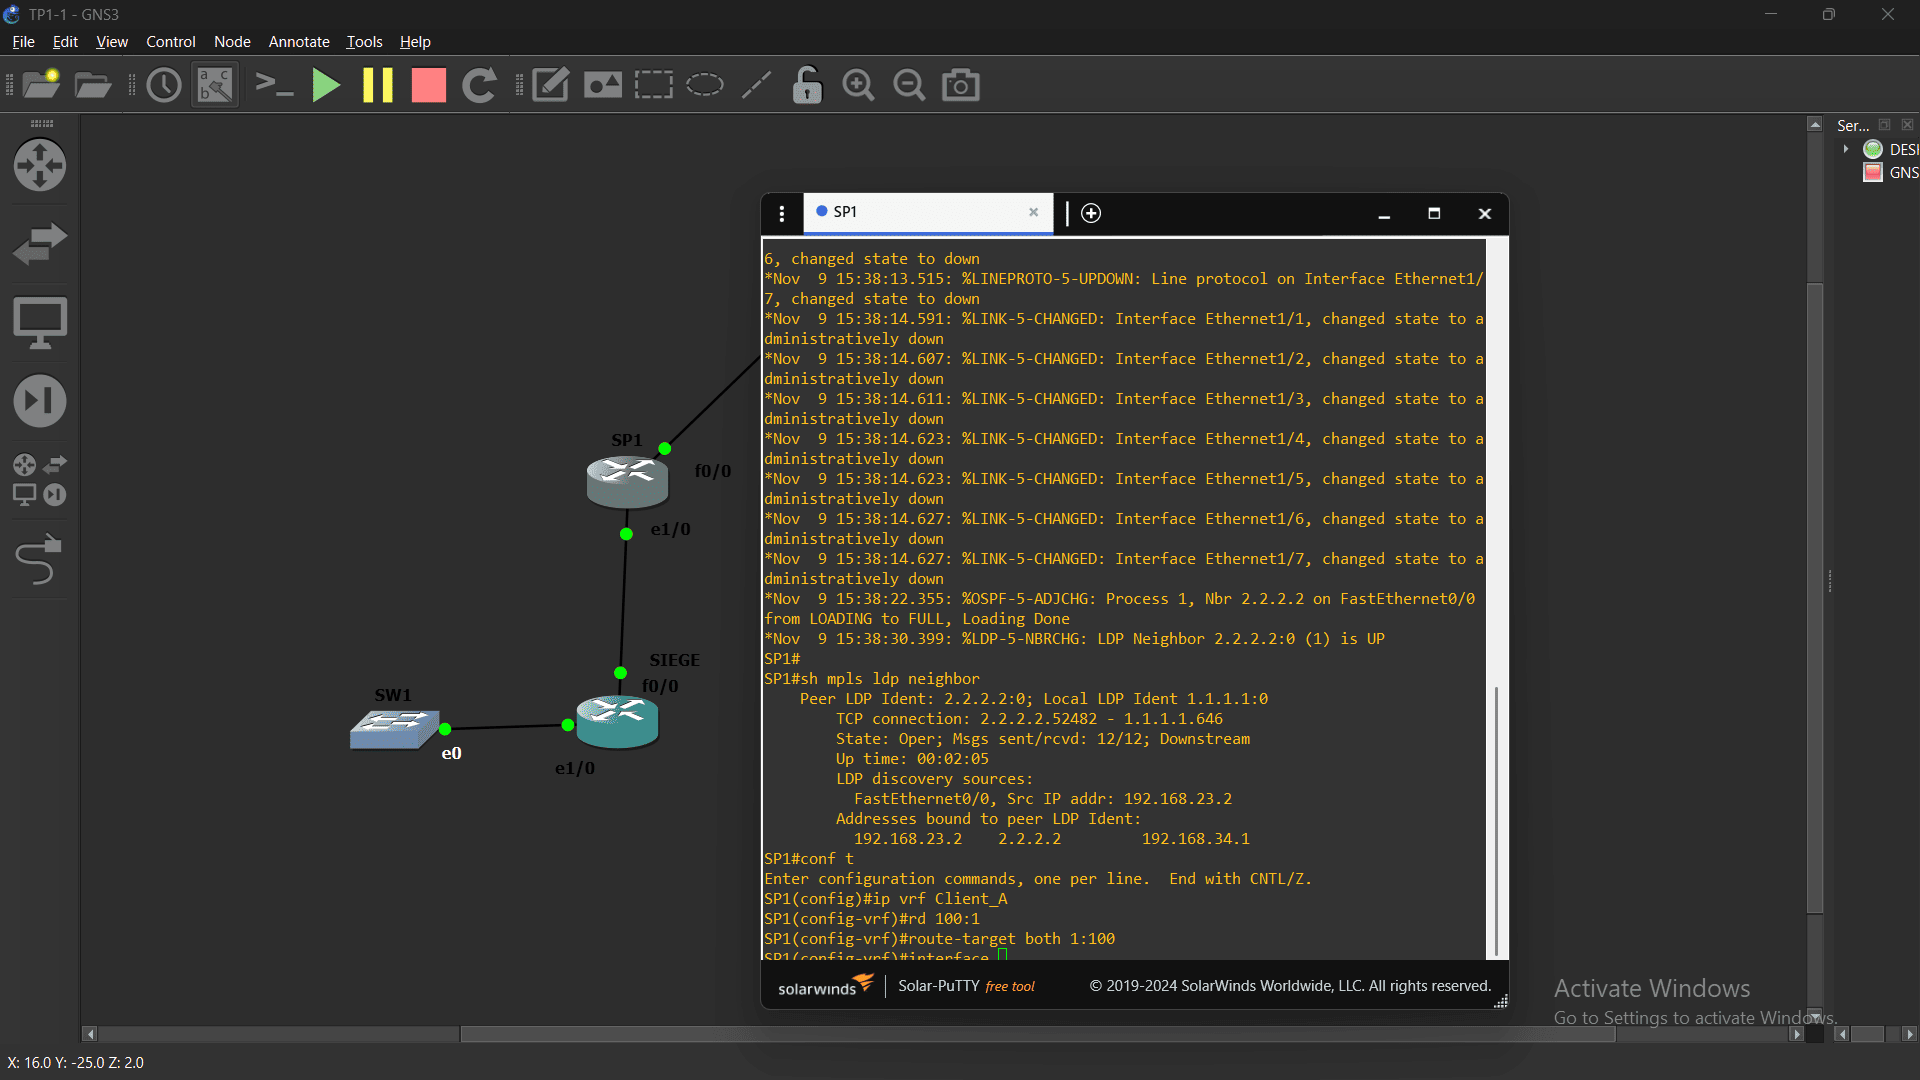 TP1-1 - GNS3
File Edit View Control Node Annotate Tools Help
Ser...
DESI
GNS
SP1
6, changed state to down
*Nov  9 15:38:13.515: %LINEPROTO-5-UPDOWN: Line protocol on Interface Ethernet1/
7, changed state to down
*Nov  9 15:38:14.591: %LINK-5-CHANGED: Interface Ethernet1/1, changed state to a
dministratively down
*Nov  9 15:38:14.607: %LINK-5-CHANGED: Interface Ethernet1/2, changed state to a
dministratively down
*Nov  9 15:38:14.611: %LINK-5-CHANGED: Interface Ethernet1/3, changed state to a
dministratively down
*Nov  9 15:38:14.623: %LINK-5-CHANGED: Interface Ethernet1/4, changed state to a
dministratively down
*Nov  9 15:38:14.623: %LINK-5-CHANGED: Interface Ethernet1/5, changed state to a
dministratively down
*Nov  9 15:38:14.627: %LINK-5-CHANGED: Interface Ethernet1/6, changed state to a
dministratively down
*Nov  9 15:38:14.627: %LINK-5-CHANGED: Interface Ethernet1/7, changed state to a
dministratively down
*Nov  9 15:38:22.355: %OSPF-5-ADJCHG: Process 1, Nbr 2.2.2.2 on FastEthernet0/0
from LOADING to FULL, Loading Done
*Nov  9 15:38:30.399: %LDP-5-NBRCHG: LDP Neighbor 2.2.2.2:0 (1) is UP
SP1#
SP1#sh mpls ldp neighbor
Peer LDP Ident: 2.2.2.2:0; Local LDP Ident 1.1.1.1:0
TCP connection: 2.2.2.2.52482 - 1.1.1.1.646
State: Oper; Msgs sent/rcvd: 12/12; Downstream
Up time: 00:02:05
LDP discovery sources:
FastEthernet0/0, Src IP addr: 192.168.23.2
Addresses bound to peer LDP Ident:
192.168.23.2    2.2.2.2         192.168.34.1
SP1#conf t
Enter configuration commands, one per line.  End with CNTL/Z.
SP1(config)#ip vrf Client_A
SP1(config-vrf)#rd 100:1
SP1(config-vrf)#route-target both 1:100
SP1(config-vrf)#interface
solarwinds
Solar-PuTTY free tool
© 2019-2024 SolarWinds Worldwide, LLC. All rights reserved.
SP1
f0/0
e1/0
SIEGE
f0/0
SW1
e0
e1/0
Activate Windows
Go to Settings to activate Windows.
X: 16.0 Y: -25.0 Z: 2.0